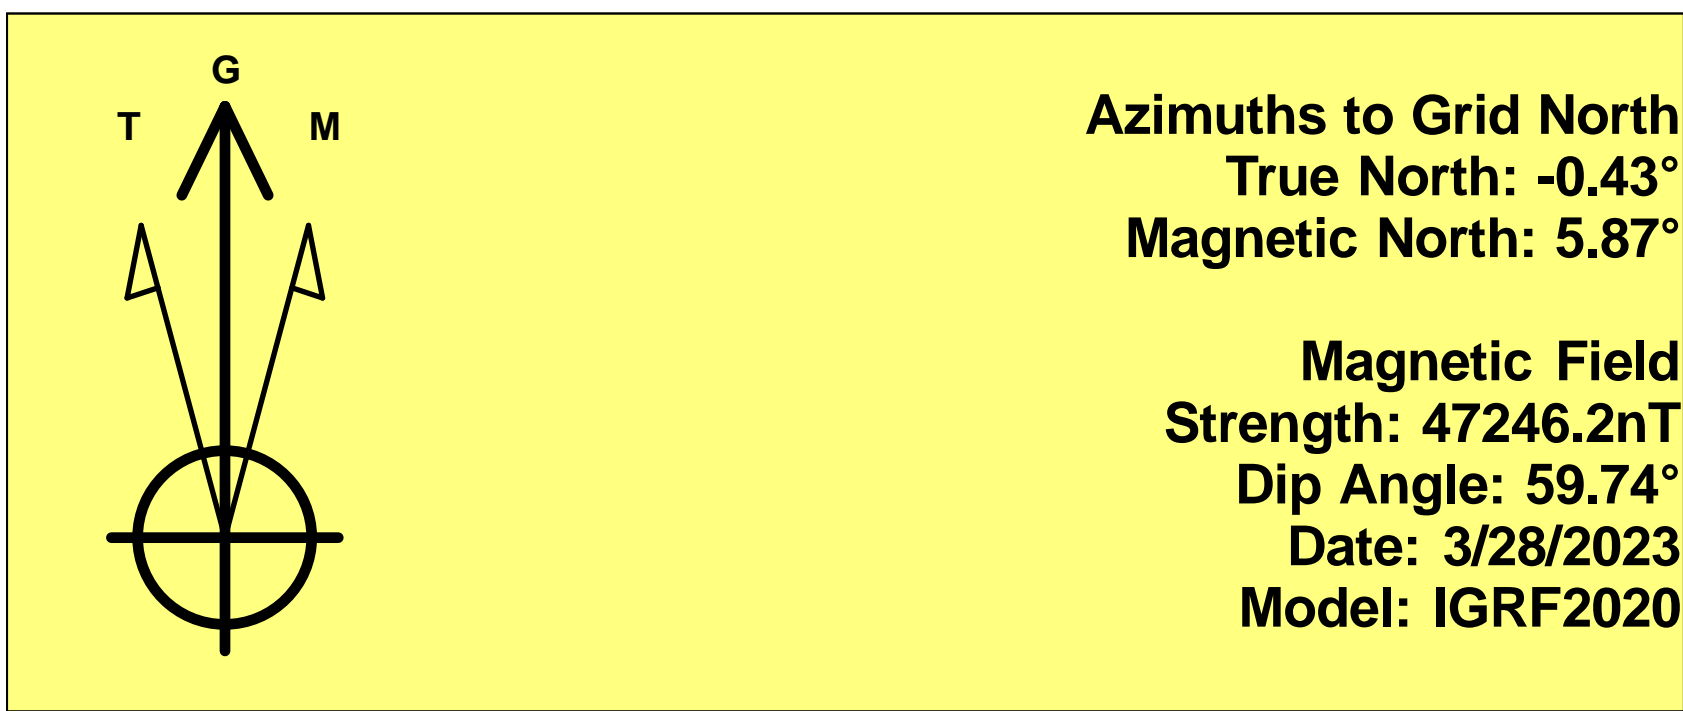 G
T M
Azimuths to Grid North
True North: -0.43°
Magnetic North: 5.87°
Magnetic Field
Strength: 47246.2nT
Dip Angle: 59.74°
Date: 3/28/2023
Model: IGRF2020